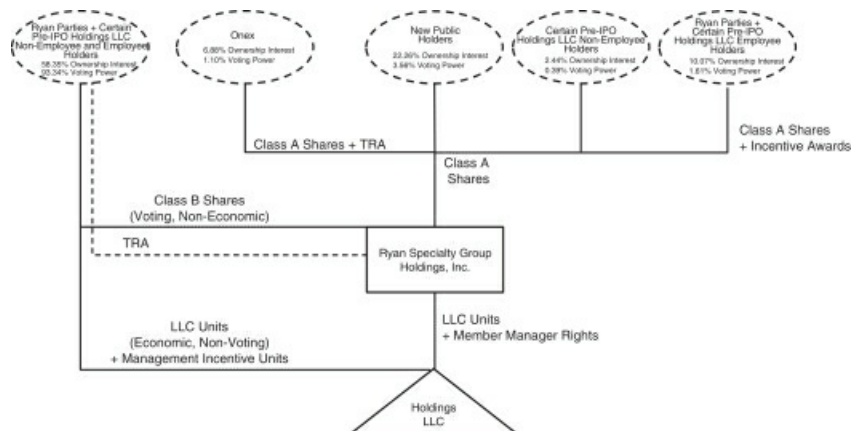 Ryan Parties + Certain
Pre-IPO Holdings LLC
Non-Employee and Employee
Holders
58.35% Ownership Interest
93.34% Voting Power
Onex
6.88% Ownership Interest
1.10% Voting Power
New Public
Holders
22.26% Ownership Interest
3.56% Voting Power
Certain Pre-IPO
Holdings LLC Non-Employee
Holders
2.44% Ownership Interest
0.39% Voting Power
Ryan Parties +
Certain Pre-IPO
Holdings LLC Employee
Holders
10.07% Ownership Interest
1.61% Voting Power
Class A Shares + TRA
Class A Shares
+ Incentive Awards
Class A
Shares
Class B Shares
(Voting, Non-Economic)
TRA
Ryan Specialty Group
Holdings, Inc.
LLC Units
(Economic, Non-Voting)
+ Management Incentive Units
LLC Units
+ Member Manager Rights
Holdings
LLC